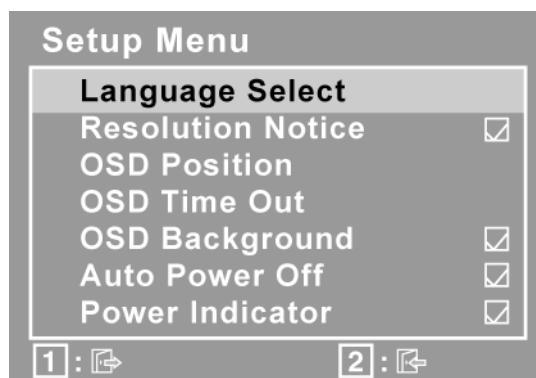 Setup Menu
Language Select
Resolution Notice
OSD Position
OSD Time Out
OSD Background
Auto Power Off
Power Indicator
1 : 2 :